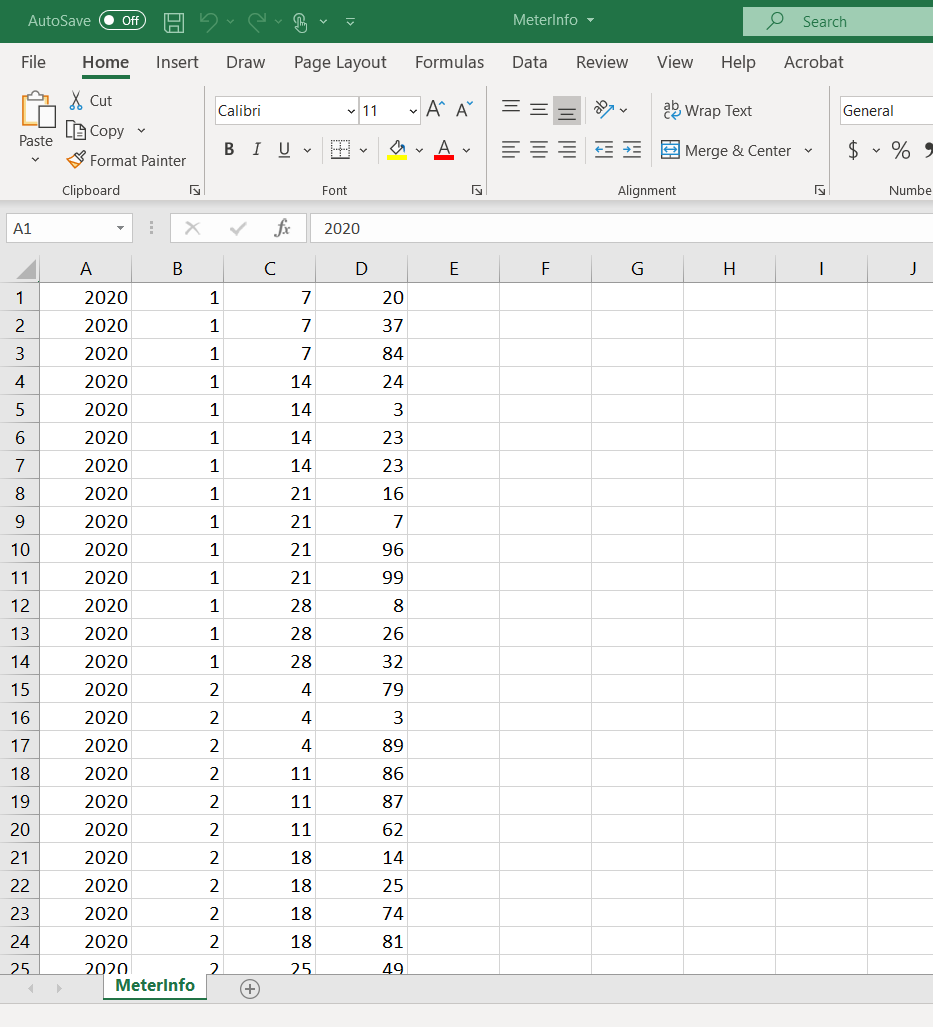 AutoSave Off MeterInfo Search
File Home Insert Draw Page Layout Formulas Data Review View Help Acrobat
Paste Cut Copy Format Painter
Calibri 11 A A
B I U A
ab Wrap Text
Merge & Center
General
$ %
Clipboard Font Alignment Numbe
A1 fx 2020
A B C D E F G H I J
1 2020 1 7 20
2 2020 1 7 37
3 2020 1 7 84
4 2020 1 14 24
5 2020 1 14 3
6 2020 1 14 23
7 2020 1 14 23
8 2020 1 21 16
9 2020 1 21 7
10 2020 1 21 96
11 2020 1 21 99
12 2020 1 28 8
13 2020 1 28 26
14 2020 1 28 32
15 2020 2 4 79
16 2020 2 4 3
17 2020 2 4 89
18 2020 2 11 86
19 2020 2 11 87
20 2020 2 11 62
21 2020 2 18 14
22 2020 2 18 25
23 2020 2 18 74
24 2020 2 18 81
25 2020 2 25 49
MeterInfo